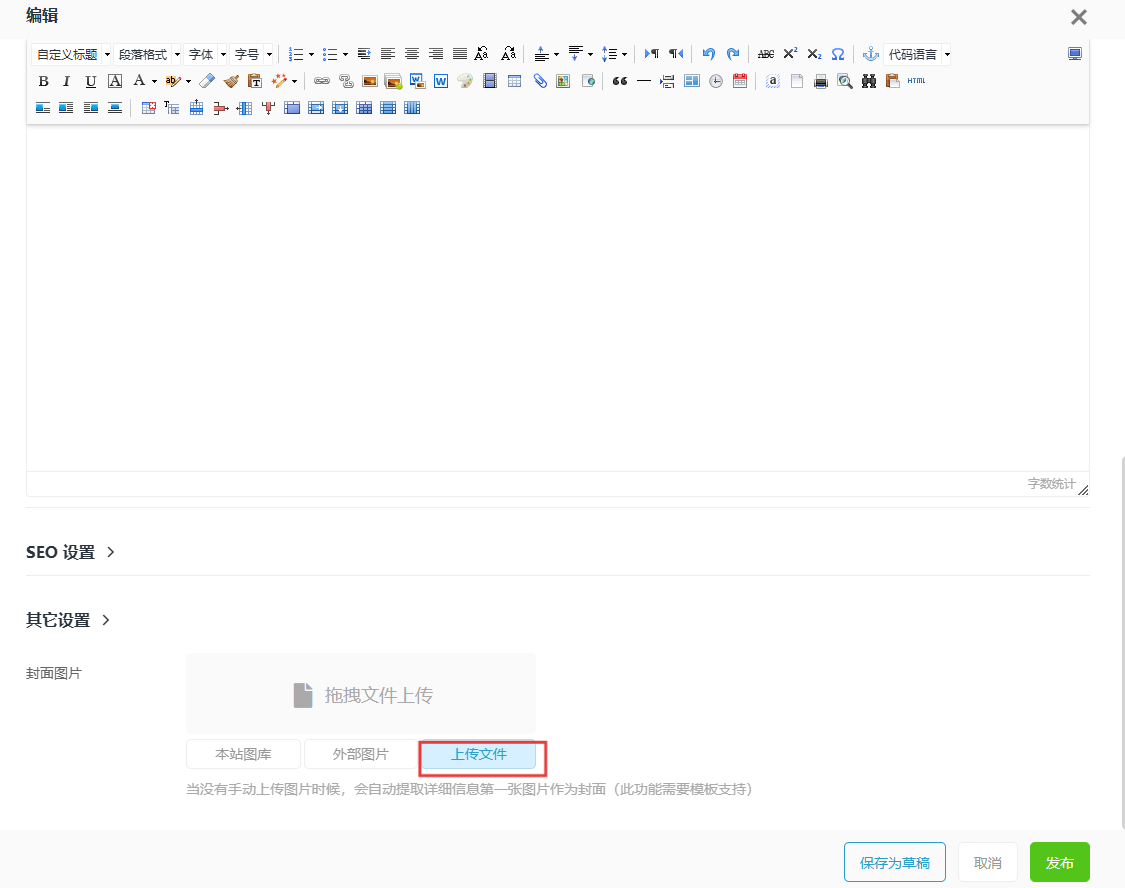 编辑
自定义标题 段落格式 字体 字号 ABC 代码语言
B I U A A ab T W a HTML
T
字数统计
SEO 设置
其它设置
封面图片
拖拽文件上传
本站图库 外部图片 上传文件
当没有手动上传图片时候，会自动提取详细信息第一张图片作为封面（此功能需要模板支持）
保存为草稿 取消 发布